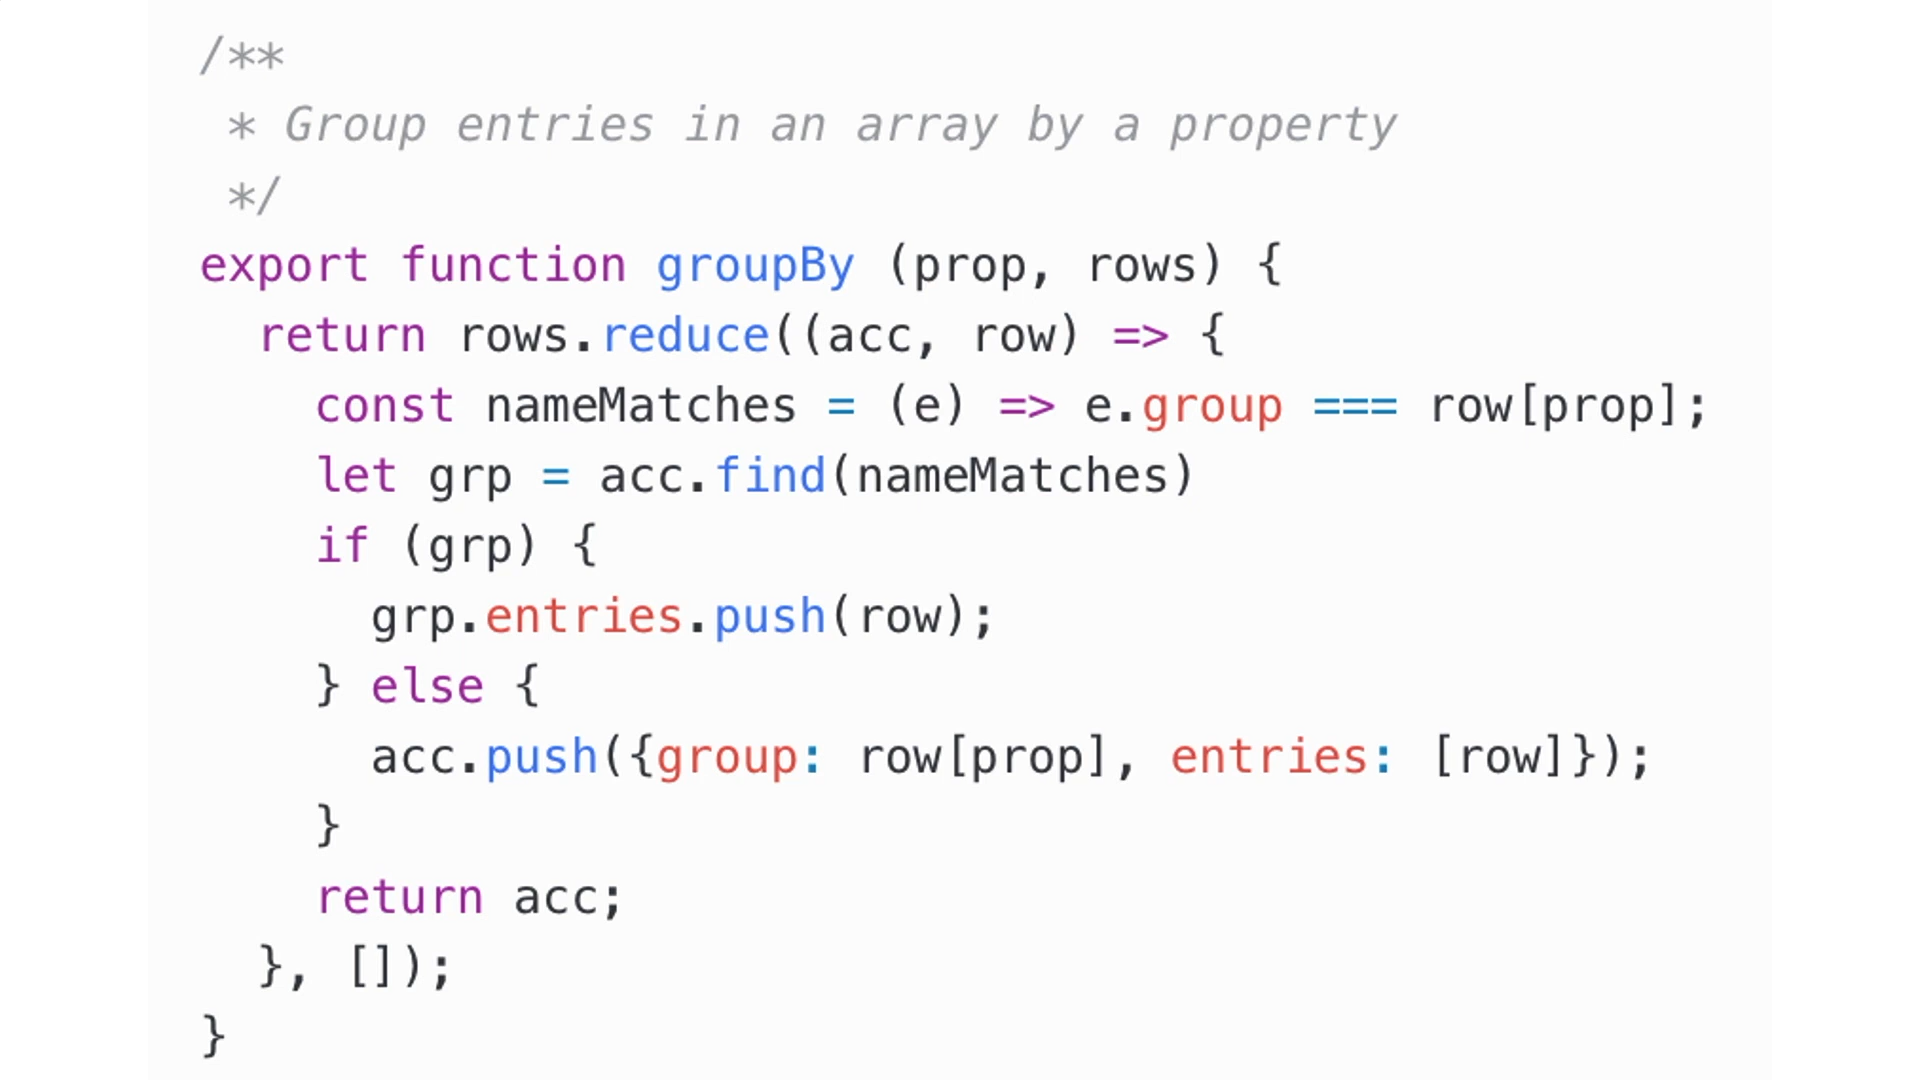 /**
 * Group entries in an array by a property
 */
export function groupBy (prop, rows) {
  return rows.reduce((acc, row) => {
    const nameMatches = (e) => e.group === row[prop];
    let grp = acc.find(nameMatches)
    if (grp) {
      grp.entries.push(row);
    } else {
      acc.push({group: row[prop], entries: [row]});
    }
    return acc;
  }, []);
}